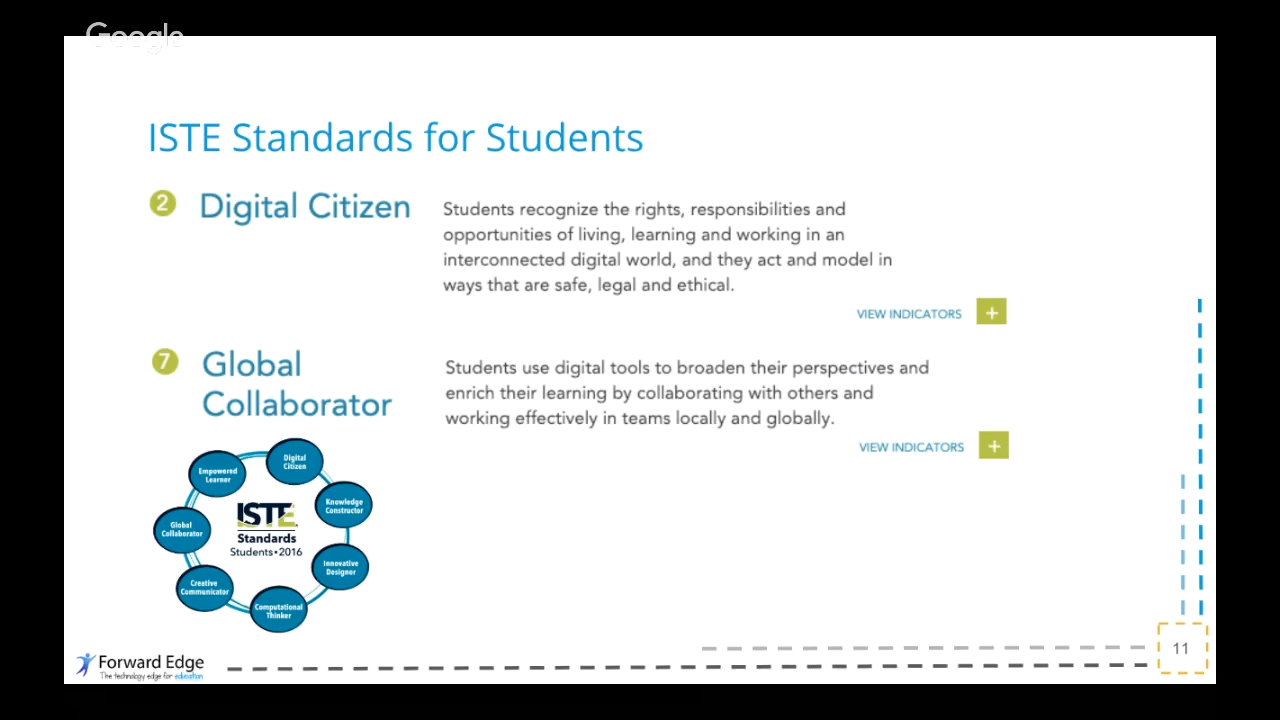 Google
ISTE Standards for Students
2
Digital Citizen
Students recognize the rights, responsibilities and
opportunities of living, learning and working in an
interconnected digital world, and they act and model in
ways that are safe, legal and ethical.
VIEW INDICATORS +
7
Global
Collaborator
Students use digital tools to broaden their perspectives and
enrich their learning by collaborating with others and
working effectively in teams locally and globally.
VIEW INDICATORS +
Digital
Citizen
Empowered
Learner
Knowledge
Constructor
Global
Collaborator
ISTE
Standards
Students•2016
Innovative
Designer
Creative
Communicator
Computational
Thinker
Forward Edge
The technology edge for education
11